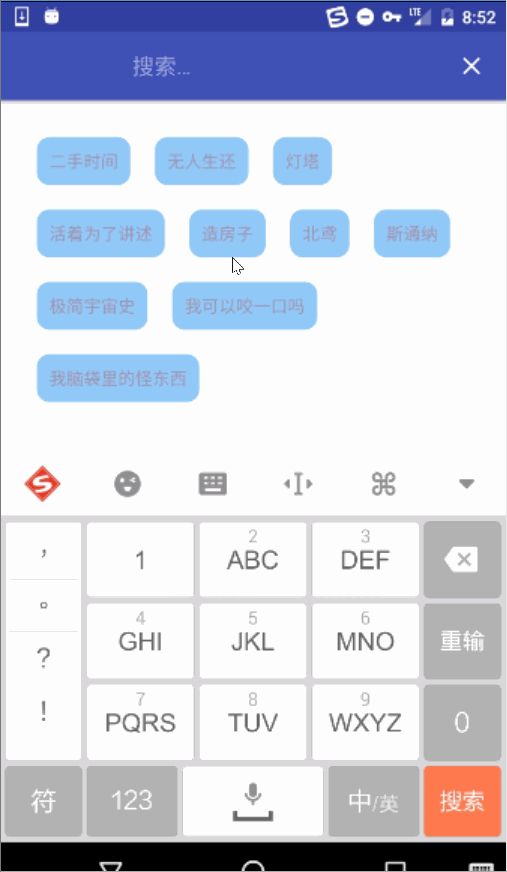 LTE 8:52
搜索...
二手时间 无人生还 灯塔
活着为了讲述 造房子 北鸢 斯通纳
极简宇宙史 我可以咬一口吗
我脑袋里的怪东西
S
, 1 2 ABC 3 DEF
。 4 GHI 5 JKL 6 MNO 重输
?
! 7 PQRS 8 TUV 9 WXYZ 0
符 123 中/英 搜索